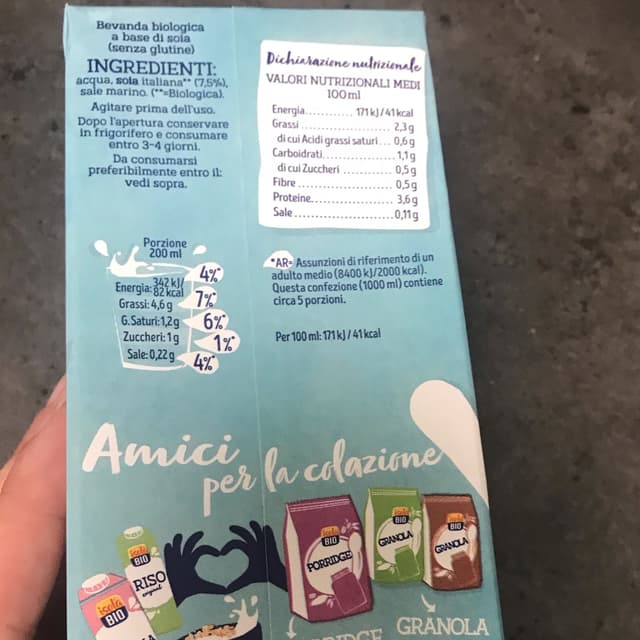 Bevanda biologica
a base di soia
(senza glutine)
INGREDIENTI:
acqua, soia italiana** (7,5%),
sale marino. (**=Biologica).
Agitare prima dell'uso.
Dopo l'apertura conservare
in frigorifero e consumare
entro 3-4 giorni.
Da consumarsi
preferibilmente entro il:
vedi sopra.
Dichiarazione nutrizionale
VALORI NUTRIZIONALI MEDI
100 ml
Energia............ 171 kJ/41 kcal
Grassi ........................ 2,3 g
di cui Acidi grassi saturi... 0,6 g
Carboidrati................. 1,1 g
di cui Zuccheri ............ 0,5 g
Fibre .......................... 0,5 g
Proteine..................... 3,6 g
Sale............................ 0,11 g
Porzione
200 ml
Energia: 342 kJ/
82 kcal 4%*
Grassi: 4,6 g 7%*
G.Saturi: 1,2 g 6%*
Zuccheri: 1 g 1%*
Sale: 0,22 g 4%*
*AR= Assunzioni di riferimento di un
adulto medio (8400 kJ/2000 kcal).
Questa confezione (1000 ml) contiene
circa 5 porzioni.
Per 100 ml: 171 kJ / 41 kcal
Amici
per la colazione
isola
BIO
RISO
original
isola
BIO
PORRIDGE
isola
BIO
GRANOLA
isola
BIO
GRANOLA
GRANOLA